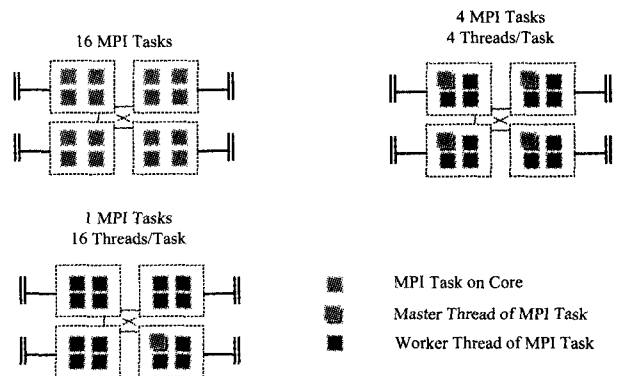 16 MPI Tasks
4 MPI Tasks
4 Threads/Task
1 MPI Tasks
16 Threads/Task
MPI Task on Core
Master Thread of MPI Task
Worker Thread of MPI Task